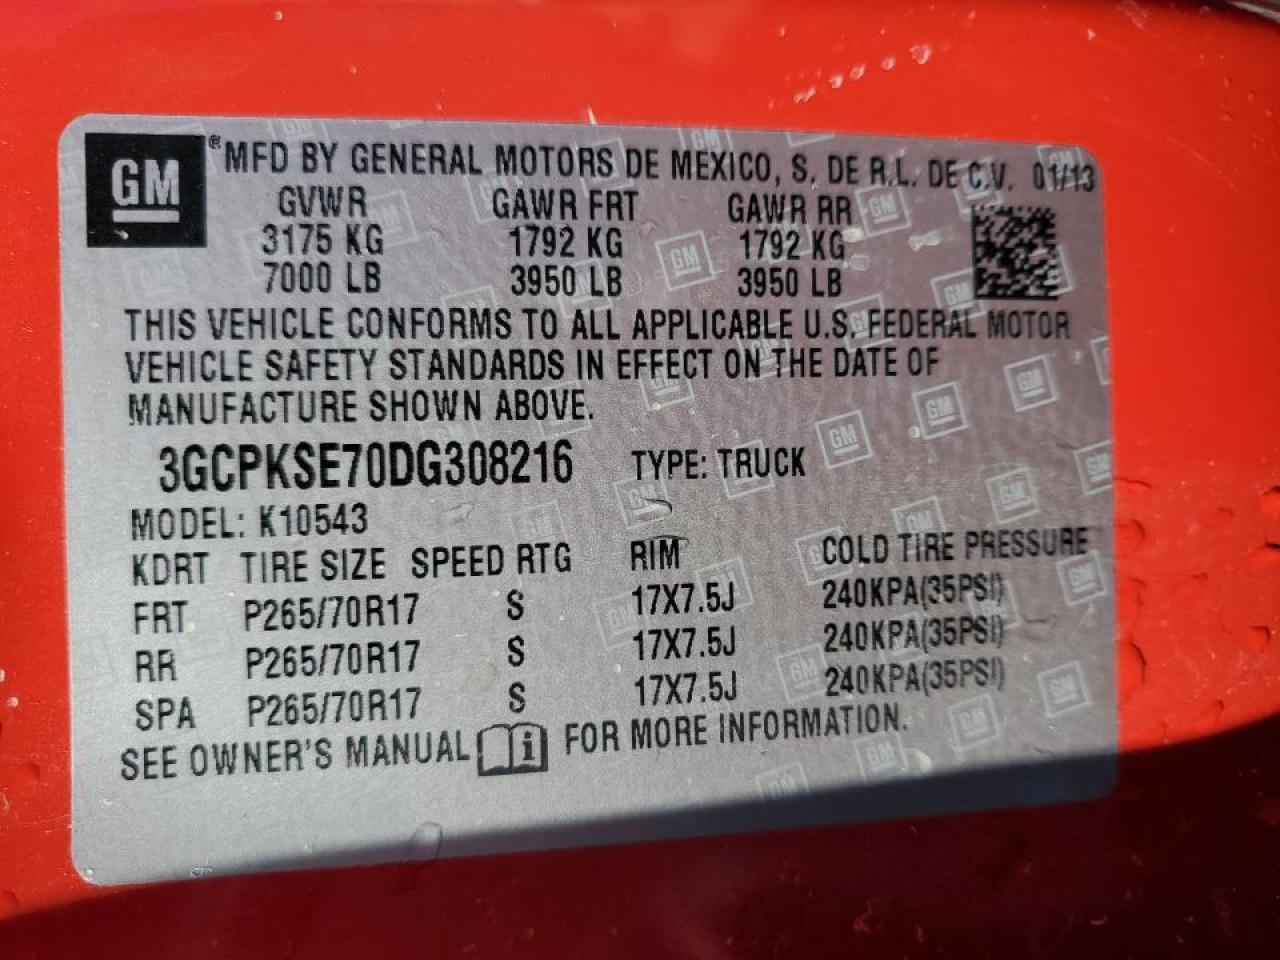 GM ® MFD BY GENERAL MOTORS DE MEXICO, S. DE R.L. DE C.V. 01/13
GVWR GAWR FRT GAWR RR
3175 KG 1792 KG 1792 KG
7000 LB 3950 LB 3950 LB
THIS VEHICLE CONFORMS TO ALL APPLICABLE U.S. FEDERAL MOTOR
VEHICLE SAFETY STANDARDS IN EFFECT ON THE DATE OF
MANUFACTURE SHOWN ABOVE.
3GCPKSE70DG308216 TYPE: TRUCK
MODEL: K10543
KDRT TIRE SIZE SPEED RTG RIM COLD TIRE PRESSURE
FRT P265/70R17 S 17X7.5J 240KPA(35PSI)
RR P265/70R17 S 17X7.5J 240KPA(35PSI)
SPA P265/70R17 S 17X7.5J 240KPA(35PSI)
SEE OWNER'S MANUAL i FOR MORE INFORMATION.